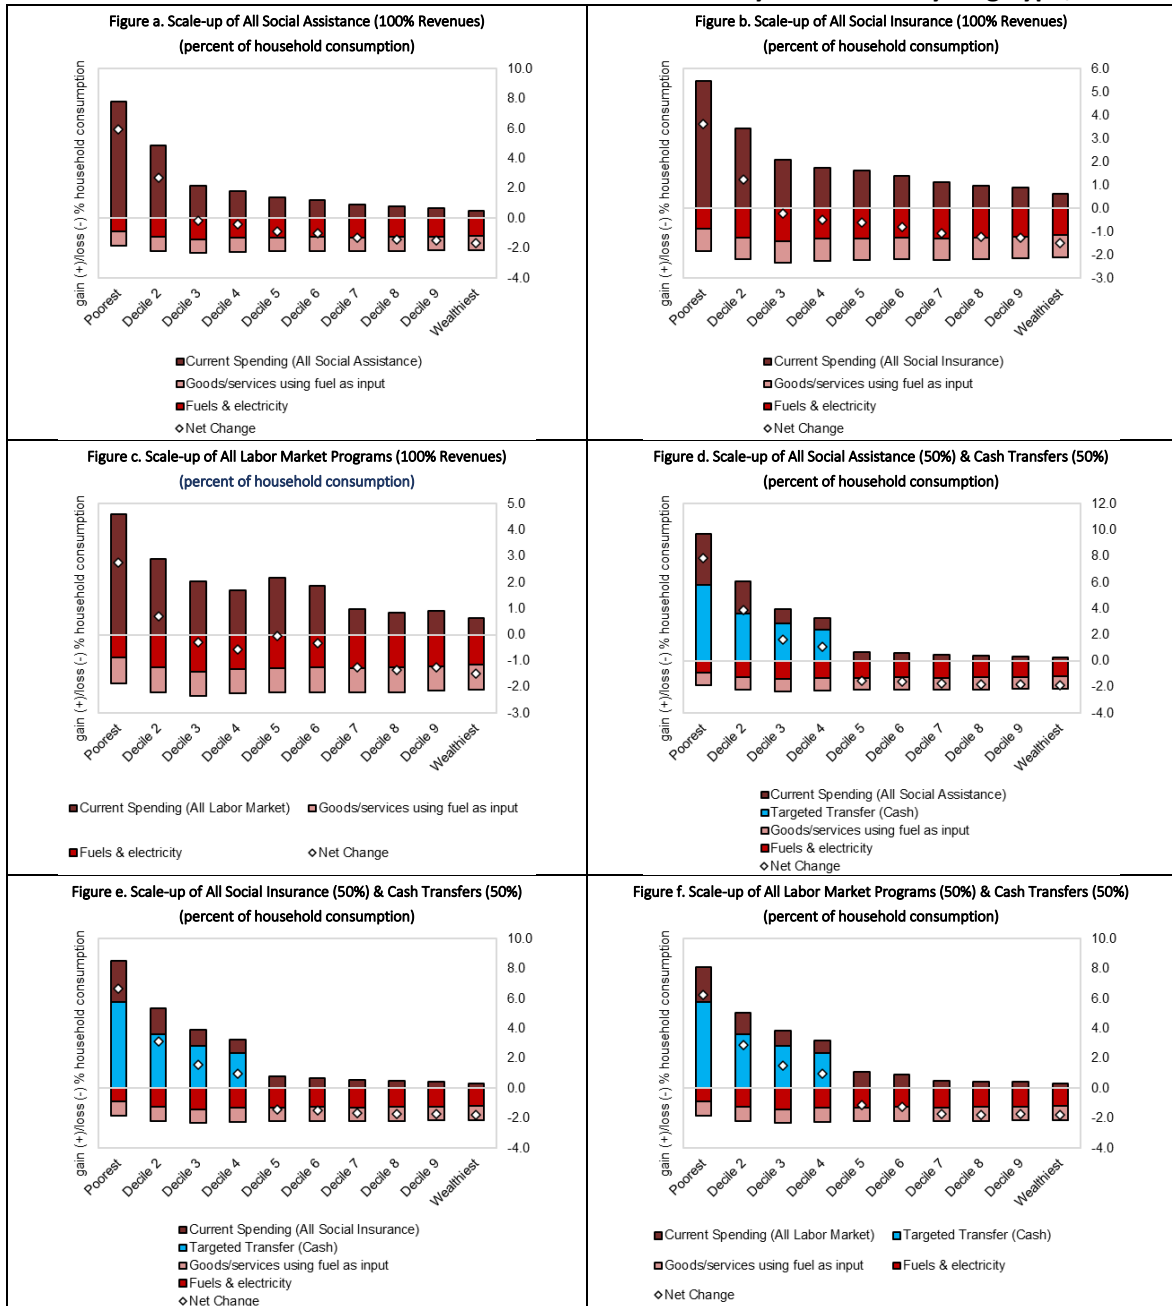 Figure a. Scale-up of All Social Assistance (100% Revenues)
(percent of household consumption)
gain (+)/loss (-) % household consumption
10.0
8.0
6.0
4.0
2.0
0.0
-2.0
-4.0
Poorest
Decile 2
Decile 3
Decile 4
Decile 5
Decile 6
Decile 7
Decile 8
Decile 9
Wealthiest
Current Spending (All Social Assistance)
Goods/services using fuel as input
Fuels & electricity
Net Change
Figure b. Scale-up of All Social Insurance (100% Revenues)
(percent of household consumption)
gain (+)/loss (-) % household consumption
6.0
5.0
4.0
3.0
2.0
1.0
0.0
-1.0
-2.0
-3.0
Poorest
Decile 2
Decile 3
Decile 4
Decile 5
Decile 6
Decile 7
Decile 8
Decile 9
Wealthiest
Current Spending (All Social Insurance)
Goods/services using fuel as input
Fuels & electricity
Net Change
Figure c. Scale-up of All Labor Market Programs (100% Revenues)
(percent of household consumption)
gain (+)/loss (-) % household consumption
5.0
4.0
3.0
2.0
1.0
0.0
-1.0
-2.0
-3.0
Poorest
Decile 2
Decile 3
Decile 4
Decile 5
Decile 6
Decile 7
Decile 8
Decile 9
Wealthiest
Current Spending (All Labor Market)
Goods/services using fuel as input
Fuels & electricity
Net Change
Figure d. Scale-up of All Social Assistance (50%) & Cash Transfers (50%)
(percent of household consumption)
gain (+)/loss (-) % household consumption
12.0
10.0
8.0
6.0
4.0
2.0
0.0
-2.0
-4.0
Poorest
Decile 2
Decile 3
Decile 4
Decile 5
Decile 6
Decile 7
Decile 8
Decile 9
Wealthiest
Current Spending (All Social Assistance)
Targeted Transfer (Cash)
Goods/services using fuel as input
Fuels & electricity
Net Change
Figure e. Scale-up of All Social Insurance (50%) & Cash Transfers (50%)
(percent of household consumption)
gain (+)/loss (-) % household consumption
10.0
8.0
6.0
4.0
2.0
0.0
-2.0
-4.0
Poorest
Decile 2
Decile 3
Decile 4
Decile 5
Decile 6
Decile 7
Decile 8
Decile 9
Wealthiest
Current Spending (All Social Insurance)
Targeted Transfer (Cash)
Goods/services using fuel as input
Fuels & electricity
Net Change
Figure f. Scale-up of All Labor Market Programs (50%) & Cash Transfers (50%)
(percent of household consumption)
gain (+)/loss (-) % household consumption
10.0
8.0
6.0
4.0
2.0
0.0
-2.0
-4.0
Poorest
Decile 2
Decile 3
Decile 4
Decile 5
Decile 6
Decile 7
Decile 8
Decile 9
Wealthiest
Current Spending (All Labor Market)
Targeted Transfer (Cash)
Goods/services using fuel as input
Fuels & electricity
Net Change